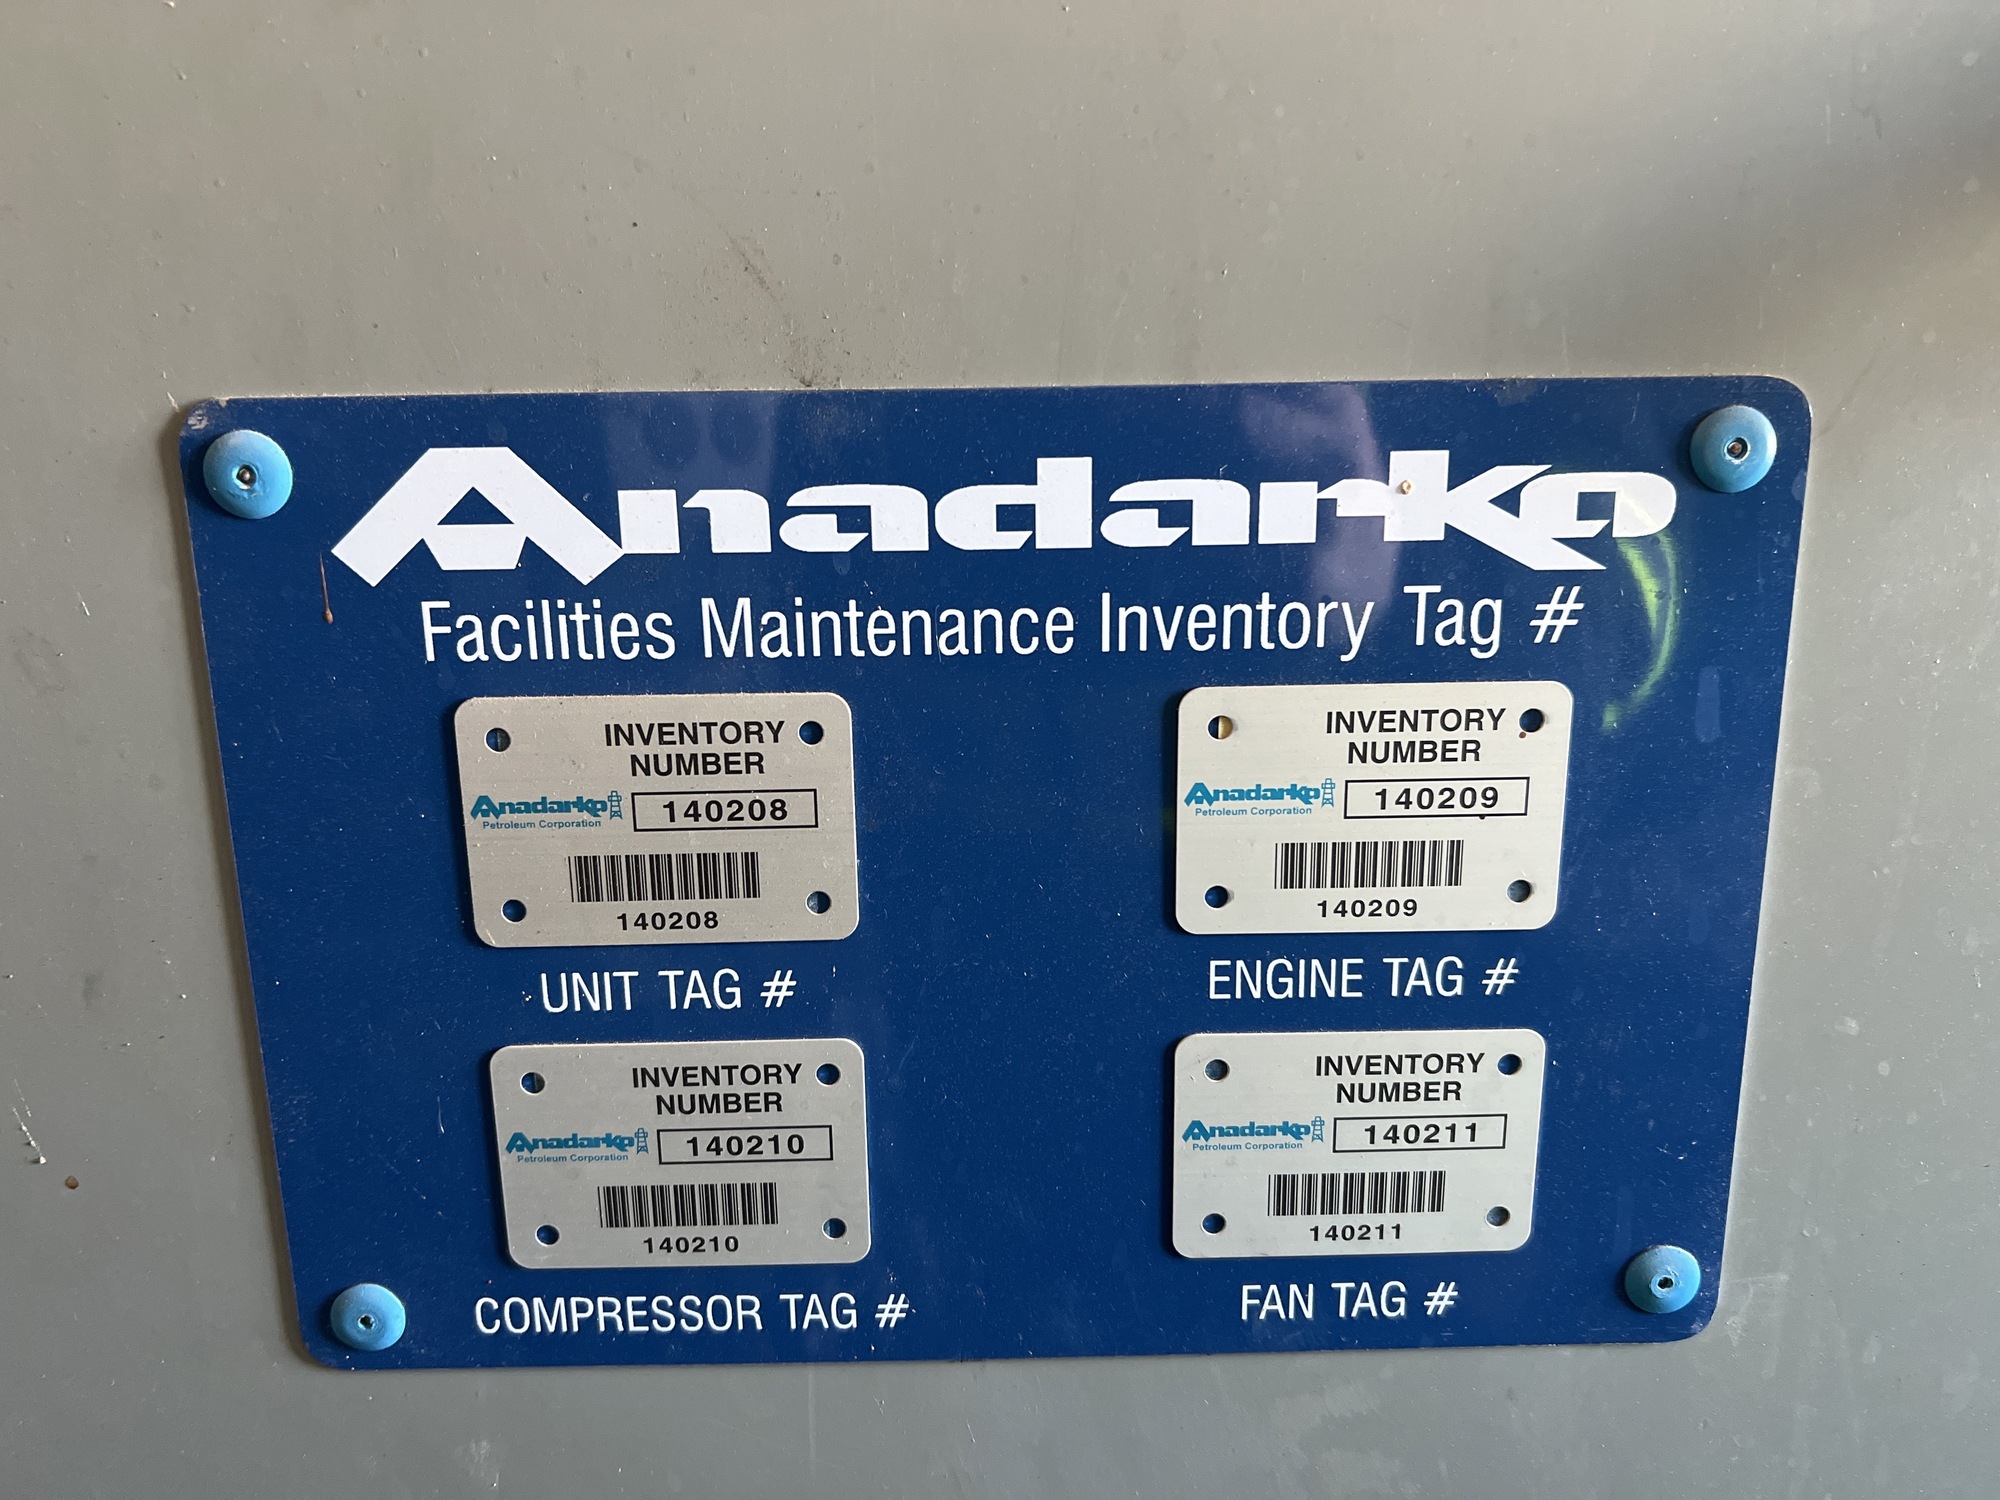 Anadarko
Facilities Maintenance Inventory Tag #
INVENTORY
NUMBER
Anadarko
Petroleum Corporation
140208
140208
UNIT TAG #
INVENTORY
NUMBER
Anadarko
Petroleum Corporation
140209
140209
ENGINE TAG #
INVENTORY
NUMBER
Anadarko
Petroleum Corporation
140210
140210
COMPRESSOR TAG #
INVENTORY
NUMBER
Anadarko
Petroleum Corporation
140211
140211
FAN TAG #